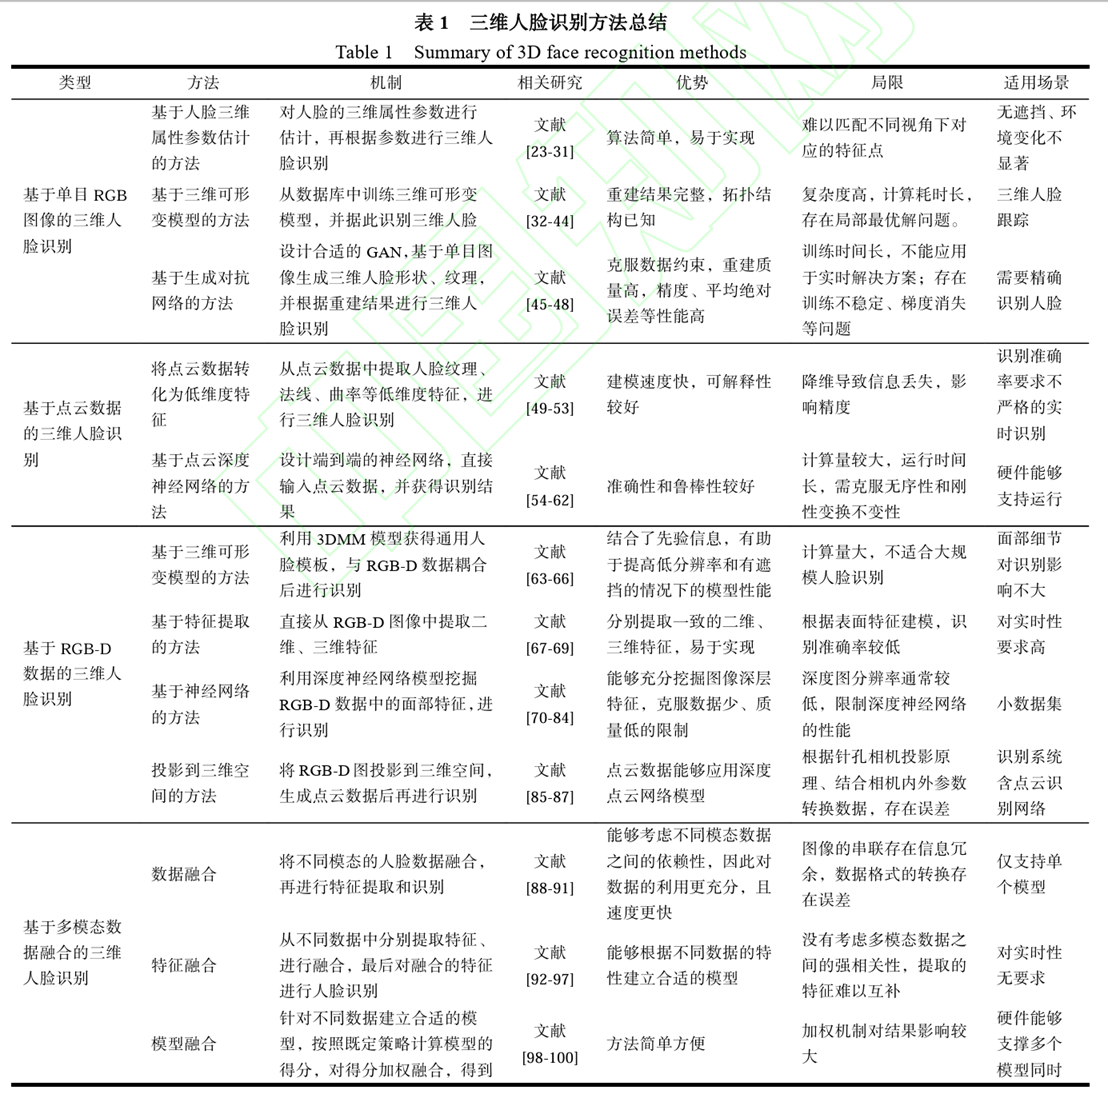 表 1 三维人脸识别方法总结
Table 1 Summary of 3D face recognition methods
类型 方法 机制 相关研究 优势 局限 适用场景
基于单目 RGB
图像的三维人
脸识别
基于人脸三维
属性参数估计
的方法
对人脸的三维属性参数进行
估计，再根据参数进行三维人
脸识别
文献
[23-31]
算法简单，易于实现
难以匹配不同视角下对
应的特征点
无遮挡、环
境变化不
显著
基于三维可形
变模型的方法
从数据库中训练三维可形变
模型，并据此识别三维人脸
文献
[32-44]
重建结果完整，拓扑结
构已知
复杂度高，计算耗时长，
存在局部最优解问题。
三维人脸
跟踪
基于生成对抗
网络的方法
设计合适的 GAN，基于单目图
像生成三维人脸形状、纹理，
并根据重建结果进行三维人
脸识别
文献
[45-48]
克服数据约束，重建质
量高，精度、平均绝对
误差等性能高
训练时间长，不能应用
于实时解决方案；存在
训练不稳定、梯度消失
等问题
需要精确
识别人脸
基于点云数据
的三维人脸识
别
将点云数据转
化为低维度特
征
从点云数据中提取人脸纹理、
法线、曲率等低维度特征，进
行三维人脸识别
文献
[49-53]
建模速度快，可解释性
较好
降维导致信息丢失，影
响精度
识别准确
率要求不
严格的实
时识别
基于点云深度
神经网络的方
法
设计端到端的神经网络，直接
输入点云数据，并获得识别结
果
文献
[54-62]
准确性和鲁棒性较好
计算量较大，运行时间
长，需克服无序性和刚
性变换不变性
硬件能够
支持运行
基于 RGB-D
数据的三维人
脸识别
基于三维可形
变模型的方法
利用 3DMM 模型获得通用人
脸模板，与 RGB-D 数据耦合
后进行识别
文献
[63-66]
结合了先验信息，有助
于提高低分辨率和有遮
挡的情况下的模型性能
计算量大，不适合大规
模人脸识别
面部细节
对识别影
响不大
基于特征提取
的方法
直接从 RGB-D 图像中提取二
维、三维特征
文献
[67-69]
分别提取一致的二维、
三维特征，易于实现
根据表面特征建模，识
别准确率较低
对实时性
要求高
基于神经网络
的方法
利用深度神经网络模型挖掘
RGB-D 数据中的面部特征，进
行识别
文献
[70-84]
能够充分挖掘图像深层
特征，克服数据少、质
量低的限制
深度图分辨率通常较
低，限制深度神经网络
的性能
小数据集
投影到三维空
间的方法
将 RGB-D 图投影到三维空间，
生成点云数据后再进行识别
文献
[85-87]
点云数据能够应用深度
点云网络模型
根据针孔相机投影原
理、结合相机内外参数
转换数据，存在误差
识别系统
含点云识
别网络
基于多模态数
据融合的三维
人脸识别
数据融合
将不同模态的人脸数据融合，
再进行特征提取和识别
文献
[88-91]
能够考虑不同模态数据
之间的依赖性，因此对
数据的利用更充分，且
速度更快
图像的串联存在信息冗
余，数据格式的转换存
在误差
仅支持单
个模型
特征融合
从不同数据中分别提取特征、
进行融合，最后对融合的特征
进行人脸识别
文献
[92-97]
能够根据不同数据的特
性建立合适的模型
没有考虑多模态数据之
间的强相关性，提取的
特征难以互补
对实时性
无要求
模型融合
针对不同数据建立合适的模
型，按照既定策略计算模型的
得分，对得分加权融合，得到
文献
[98-100]
方法简单方便
加权机制对结果影响较
大
硬件能够
支撑多个
模型同时
中国知网